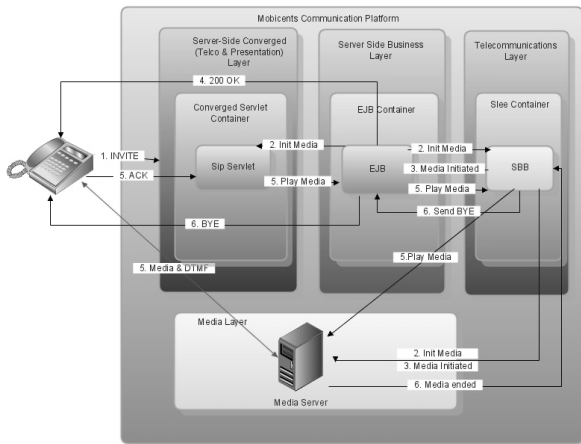 Mobicents Communication Platform
Server-Side Converged
(Telco & Presentation)
Layer
Server Side Business
Layer
Telecommunications
Layer
4. 200 OK
Converged Servlet
Container
EJB Container
Slee Container
1. INVITE
2. Init Media
2. Init Media
Sip Servlet
EJB
3. Media Initiated
SBB
5. ACK
5. Play Media
5. Play Media
6. BYE
6. Send BYE
5.Play Media
5. Media & DTMF
Media Layer
2. Init Media
3. Media Initiated
6. Media ended
Media Server